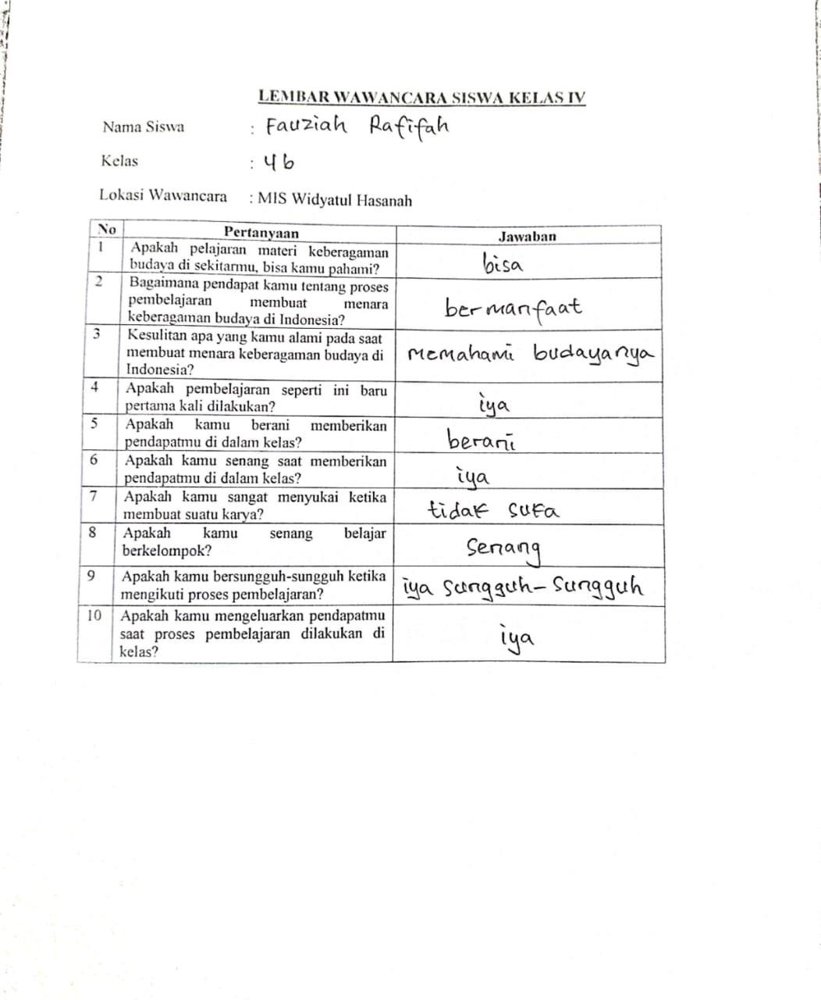 LEMBAR WAWANCARA SISWA KELAS IV
Nama Siswa : Fauziah Rafifah
Kelas : 4b
Lokasi Wawancara : MIS Widyatul Hasanah
No Pertanyaan Jawaban
1 Apakah pelajaran materi keberagaman
budaya di sekitarmu, bisa kamu pahami?
bisa
2 Bagaimana pendapat kamu tentang proses
pembelajaran membuat menara
keberagaman budaya di Indonesia?
bermanfaat
3 Kesulitan apa yang kamu alami pada saat
membuat menara keberagaman budaya di
Indonesia?
memahami budayanya
4 Apakah pembelajaran seperti ini baru
pertama kali dilakukan?
iya
5 Apakah kamu berani memberikan
pendapatmu di dalam kelas?
berani
6 Apakah kamu senang saat memberikan
pendapatmu di dalam kelas?
iya
7 Apakah kamu sangat menyukai ketika
membuat suatu karya?
tidak suka
8 Apakah kamu senang belajar
berkelompok?
Senang
9 Apakah kamu bersungguh-sungguh ketika
mengikuti proses pembelajaran?
iya sungguh-sungguh
10 Apakah kamu mengeluarkan pendapatmu
saat proses pembelajaran dilakukan di
kelas?
iya